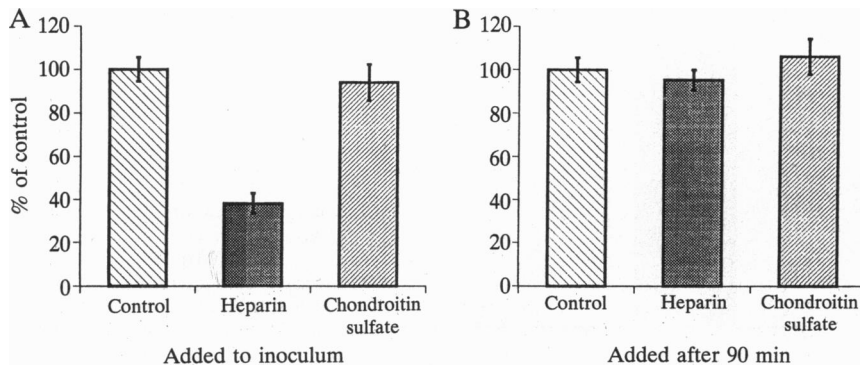 A
% of control
120
100
80
60
40
20
0
Control
Heparin
Chondroitin
sulfate
Added to inoculum
B
120
100
80
60
40
20
0
Control
Heparin
Chondroitin
sulfate
Added after 90 min